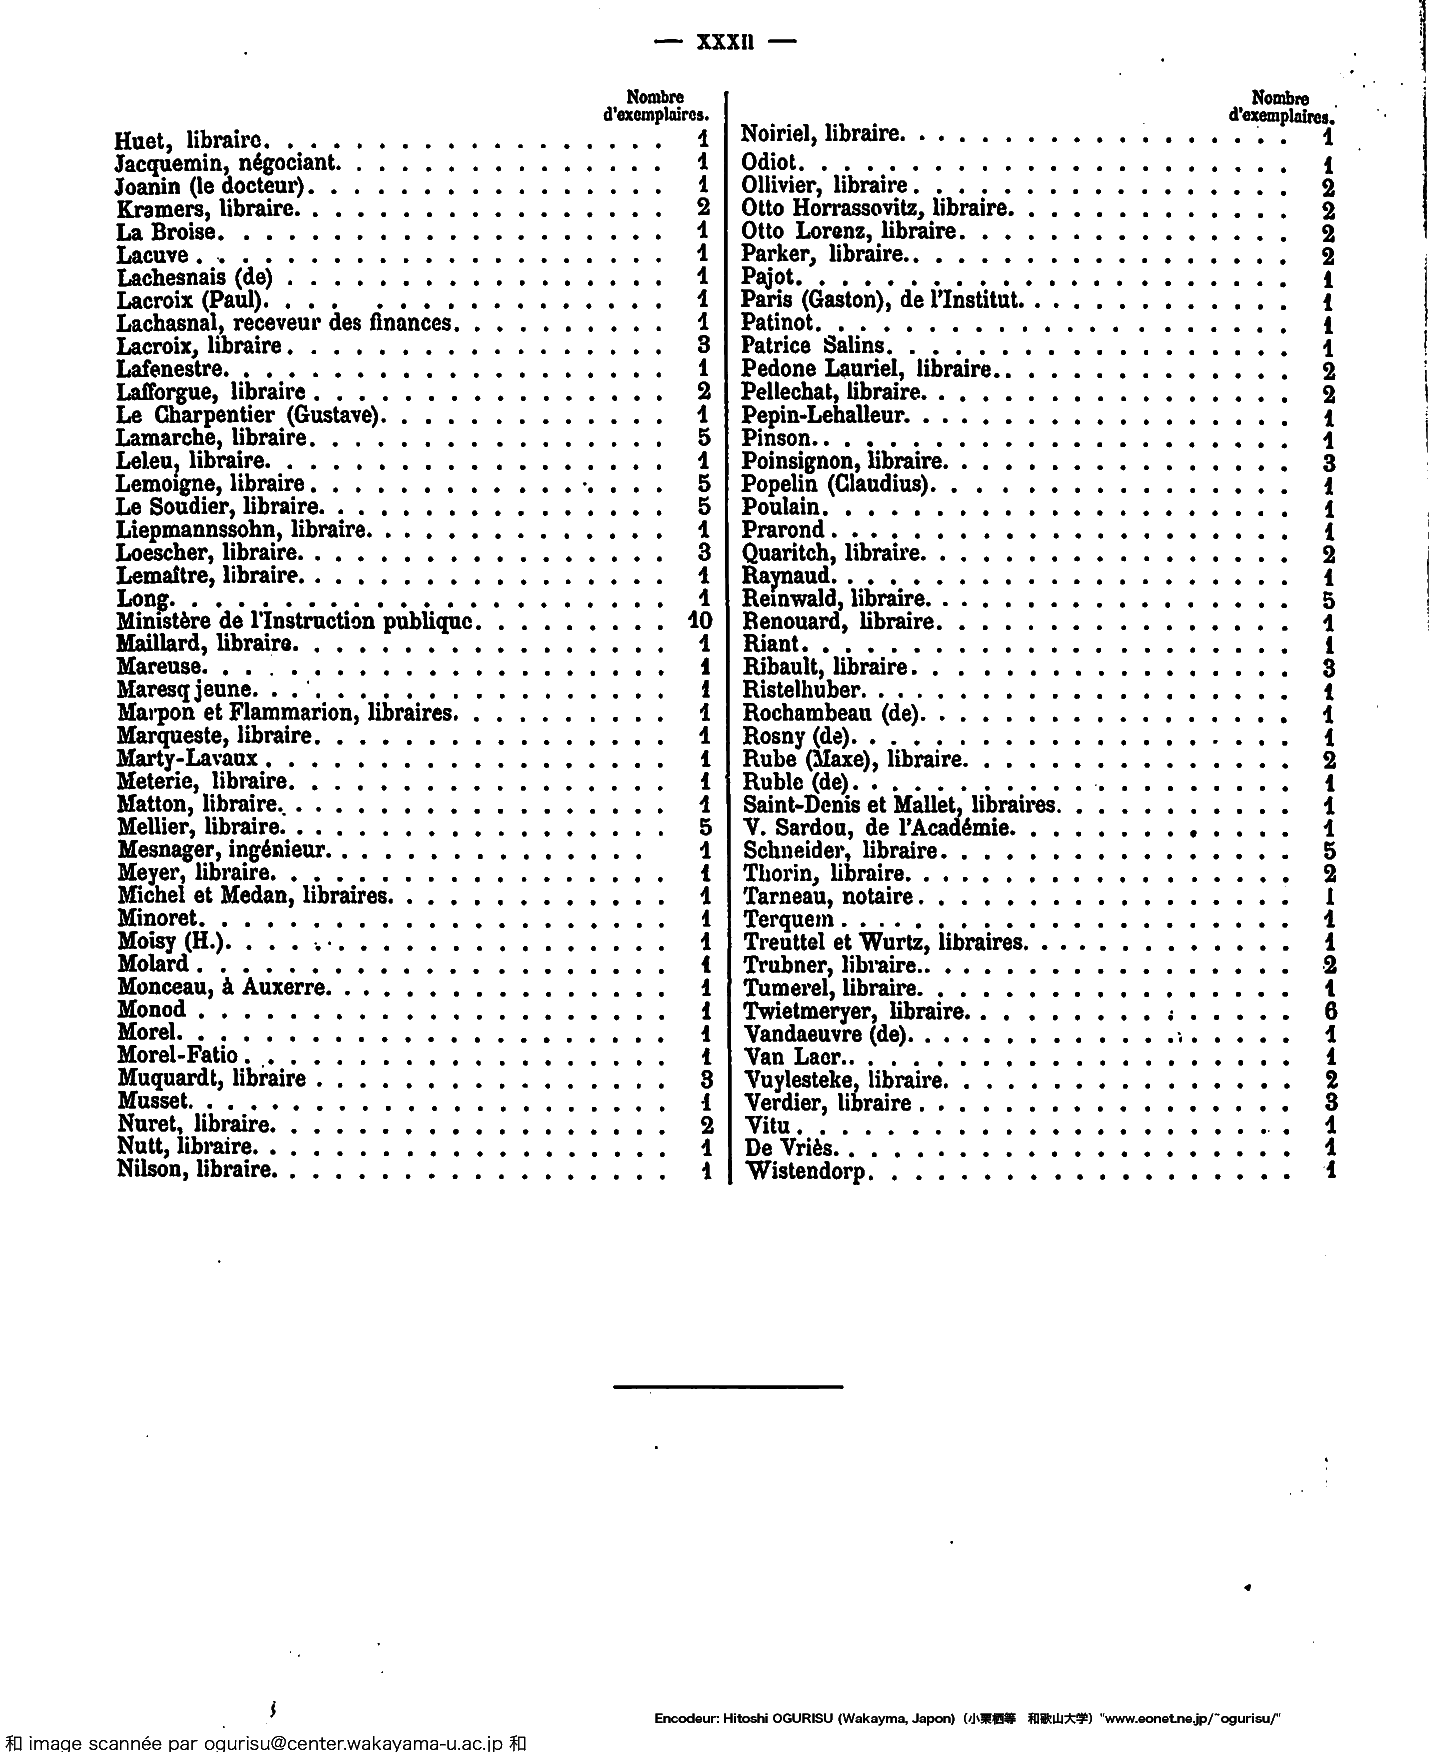 — XXXII —
Nombre
d'exemplaires.
Huet, libraire. . . . . . . . . . . . . . . . . . 1
Jacquemin, négociant. . . . . . . . . . . . . . . 1
Joanin (le docteur). . . . . . . . . . . . . . . . 1
Kramers, libraire. . . . . . . . . . . . . . . . . 2
La Broise. . . . . . . . . . . . . . . . . . . . 1
Lacuve . . . . . . . . . . . . . . . . . . . . . 1
Lachesnais (de) . . . . . . . . . . . . . . . . . 1
Lacroix (Paul). . . . . . . . . . . . . . . . . 1
Lachasnal, receveur des finances. . . . . . . . . . 1
Lacroix, libraire. . . . . . . . . . . . . . . . . 3
Lafenestre. . . . . . . . . . . . . . . . . . . . 1
Lafforgue, libraire . . . . . . . . . . . . . . . . 2
Le Charpentier (Gustave). . . . . . . . . . . . . 1
Lamarche, libraire. . . . . . . . . . . . . . . . 5
Leleu, libraire. . . . . . . . . . . . . . . . . . 1
Lemoigne, libraire . . . . . . . . . . . . . . . . 5
Le Soudier, libraire. . . . . . . . . . . . . . . . 5
Liepmannssohn, libraire. . . . . . . . . . . . . . 1
Loescher, libraire. . . . . . . . . . . . . . . . . 3
Lemaître, libraire. . . . . . . . . . . . . . . . . 1
Long. . . . . . . . . . . . . . . . . . . . . . 1
Ministère de l'Instruction publique. . . . . . . . . 10
Maillard, libraire. . . . . . . . . . . . . . . . . 1
Mareuse. . . . . . . . . . . . . . . . . . . . . 1
Maresq jeune. . . . . . . . . . . . . . . . . . . 1
Marpon et Flammarion, libraires. . . . . . . . . . 1
Marqueste, libraire. . . . . . . . . . . . . . . . 1
Marty-Lavaux . . . . . . . . . . . . . . . . . . 1
Meterie, libraire. . . . . . . . . . . . . . . . . 1
Matton, libraire. . . . . . . . . . . . . . . . . . 1
Mellier, libraire. . . . . . . . . . . . . . . . . . 5
Mesnager, ingénieur. . . . . . . . . . . . . . . 1
Meyer, libraire. . . . . . . . . . . . . . . . . . 1
Michel et Medan, libraires. . . . . . . . . . . . . 1
Minoret. . . . . . . . . . . . . . . . . . . . . 1
Moisy (H.). . . . . . . . . . . . . . . . . . . . 1
Molard . . . . . . . . . . . . . . . . . . . . . 1
Monceau, à Auxerre. . . . . . . . . . . . . . . . 1
Monod . . . . . . . . . . . . . . . . . . . . . 1
Morel. . . . . . . . . . . . . . . . . . . . . . 1
Morel-Fatio . . . . . . . . . . . . . . . . . . . 1
Muquardt, libraire . . . . . . . . . . . . . . . . 3
Musset. . . . . . . . . . . . . . . . . . . . . . 1
Nuret, libraire. . . . . . . . . . . . . . . . . . 2
Nutt, libraire. . . . . . . . . . . . . . . . . . . 1
Nilson, libraire. . . . . . . . . . . . . . . . . . 1
Nombre
d'exemplaires.
Noiriel, libraire. . . . . . . . . . . . . . . . . . 1
Odiot. . . . . . . . . . . . . . . . . . . . . . 1
Ollivier, libraire . . . . . . . . . . . . . . . . . 2
Otto Horrassovitz, libraire. . . . . . . . . . . . . 2
Otto Lorenz, libraire. . . . . . . . . . . . . . . 2
Parker, libraire. . . . . . . . . . . . . . . . . . 2
Pajot. . . . . . . . . . . . . . . . . . . . . . 1
Paris (Gaston), de l'Institut. . . . . . . . . . . . 1
Patinot. . . . . . . . . . . . . . . . . . . . . 1
Patrice Salins. . . . . . . . . . . . . . . . . . 1
Pedone Lauriel, libraire. . . . . . . . . . . . . . 2
Pellechat, libraire. . . . . . . . . . . . . . . . . 2
Pepin-Lehalleur. . . . . . . . . . . . . . . . . . 1
Pinson. . . . . . . . . . . . . . . . . . . . . . 1
Poinsignon, libraire. . . . . . . . . . . . . . . . 3
Popelin (Claudius). . . . . . . . . . . . . . . . . 1
Poulain. . . . . . . . . . . . . . . . . . . . . 1
Prarond . . . . . . . . . . . . . . . . . . . . . 1
Quaritch, libraire. . . . . . . . . . . . . . . . . 2
Raynaud. . . . . . . . . . . . . . . . . . . . . 1
Reinwald, libraire. . . . . . . . . . . . . . . . . 5
Renouard, libraire. . . . . . . . . . . . . . . . . 1
Riant. . . . . . . . . . . . . . . . . . . . . . 1
Ribault, libraire. . . . . . . . . . . . . . . . . . 3
Ristelhuber. . . . . . . . . . . . . . . . . . . . 1
Rochambeau (de). . . . . . . . . . . . . . . . . 1
Rosny (de). . . . . . . . . . . . . . . . . . . . 1
Rube (Maxe), libraire. . . . . . . . . . . . . . . 2
Ruble (de). . . . . . . . . . . . . . . . . . . . 1
Saint-Denis et Mallet, libraires. . . . . . . . . . . 1
V. Sardou, de l'Académie. . . . . . . . . . . . . 1
Schneider, libraire. . . . . . . . . . . . . . . . 5
Thorin, libraire. . . . . . . . . . . . . . . . . . 2
Tarneau, notaire . . . . . . . . . . . . . . . . . 1
Terquem . . . . . . . . . . . . . . . . . . . . 1
Treuttel et Wurtz, libraires. . . . . . . . . . . . 1
Trubner, libraire. . . . . . . . . . . . . . . . . 2
Tumerel, libraire. . . . . . . . . . . . . . . . . 1
Twietmeryer, libraire. . . . . . . . . . . . . . . 6
Vandaeuvre (de). . . . . . . . . . . . . . . . . . 1
Van Laer. . . . . . . . . . . . . . . . . . . . . 1
Vuylesteke, libraire. . . . . . . . . . . . . . . . 2
Verdier, libraire . . . . . . . . . . . . . . . . . 3
Vitu . . . . . . . . . . . . . . . . . . . . . . 1
De Vriès. . . . . . . . . . . . . . . . . . . . . 1
Wistendorp. . . . . . . . . . . . . . . . . . . 1
Encodeur: Hitoshi OGURISU (Wakayma, Japon) (小栗栖等 和歌山大学) "www.eonet.ne.jp/~ogurisu/"
和 image scannée par ogurisu@center.wakayama-u.ac.jp 和